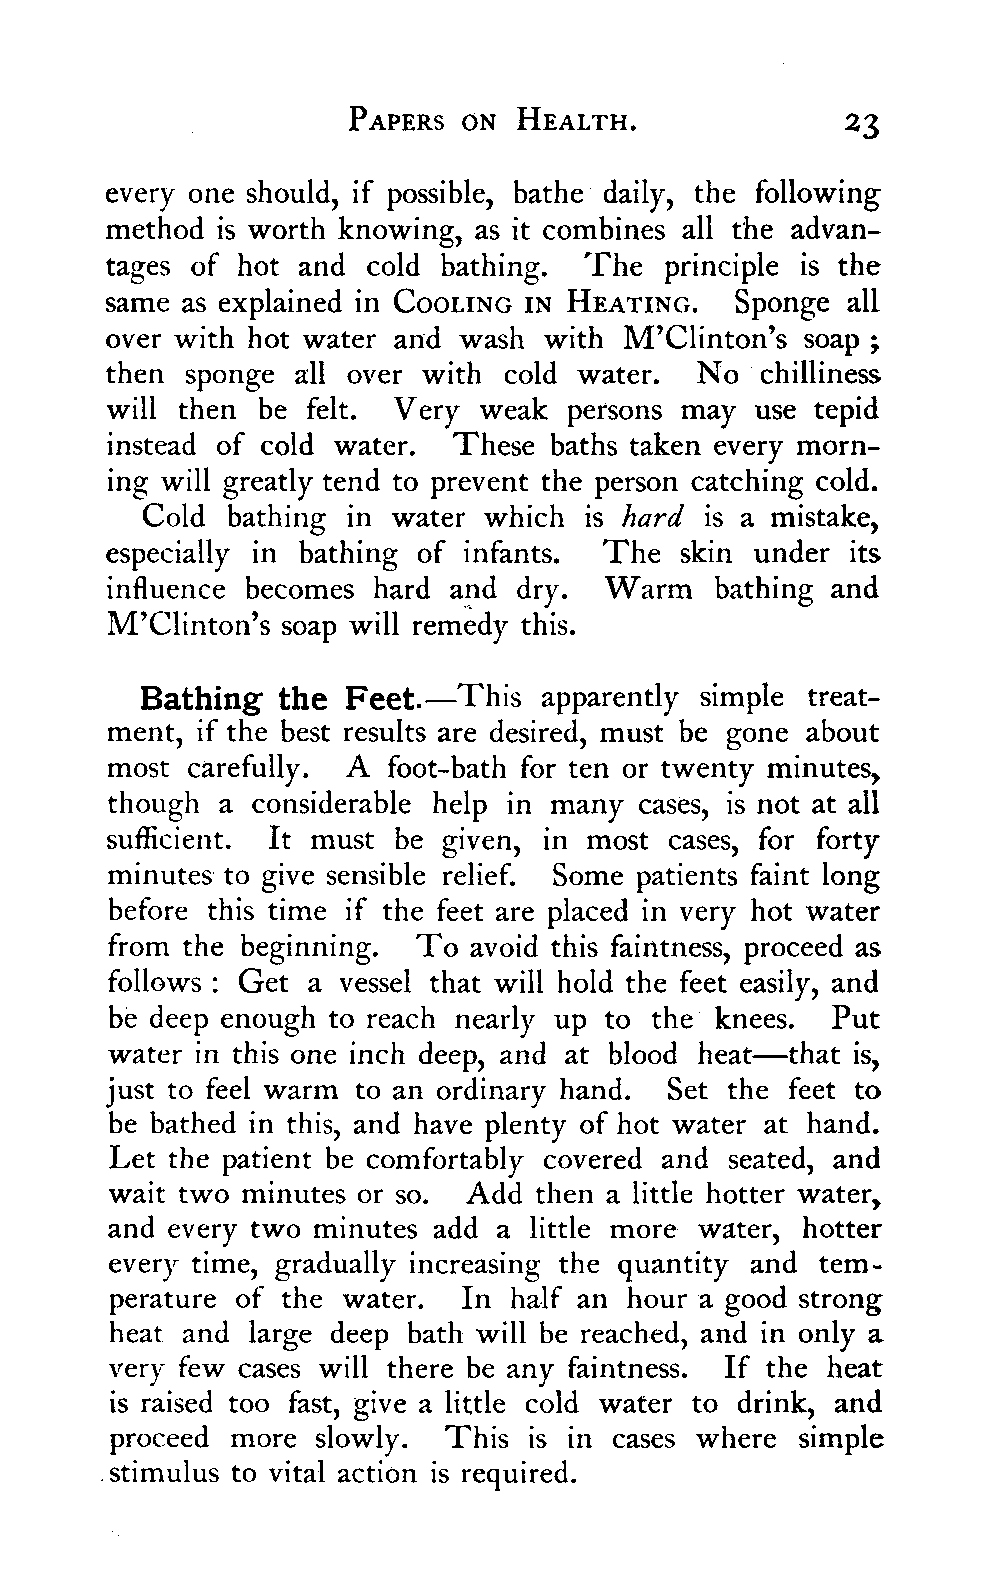 PAPERS ON HEALTH. 23
every one should, if possible, bathe daily, the following
method is worth knowing, as it combines all the advan-
tages of hot and cold bathing. The principle is the
same as explained in COOLING IN HEATING. Sponge all
over with hot water and wash with M'Clinton's soap ;
then sponge all over with cold water. No chilliness
will then be felt. Very weak persons may use tepid
instead of cold water. These baths taken every morn-
ing will greatly tend to prevent the person catching cold.
Cold bathing in water which is hard is a mistake,
especially in bathing of infants. The skin under its
influence becomes hard and dry. Warm bathing and
M'Clinton's soap will remedy this.
Bathing the Feet.—This apparently simple treat-
ment, if the best results are desired, must be gone about
most carefully. A foot-bath for ten or twenty minutes,
though a considerable help in many cases, is not at all
sufficient. It must be given, in most cases, for forty
minutes to give sensible relief. Some patients faint long
before this time if the feet are placed in very hot water
from the beginning. To avoid this faintness, proceed as
follows : Get a vessel that will hold the feet easily, and
be deep enough to reach nearly up to the knees. Put
water in this one inch deep, and at blood heat—that is,
just to feel warm to an ordinary hand. Set the feet to
be bathed in this, and have plenty of hot water at hand.
Let the patient be comfortably covered and seated, and
wait two minutes or so. Add then a little hotter water,
and every two minutes add a little more water, hotter
every time, gradually increasing the quantity and tem-
perature of the water. In half an hour a good strong
heat and large deep bath will be reached, and in only a
very few cases will there be any faintness. If the heat
is raised too fast, give a little cold water to drink, and
proceed more slowly. This is in cases where simple
stimulus to vital action is required.